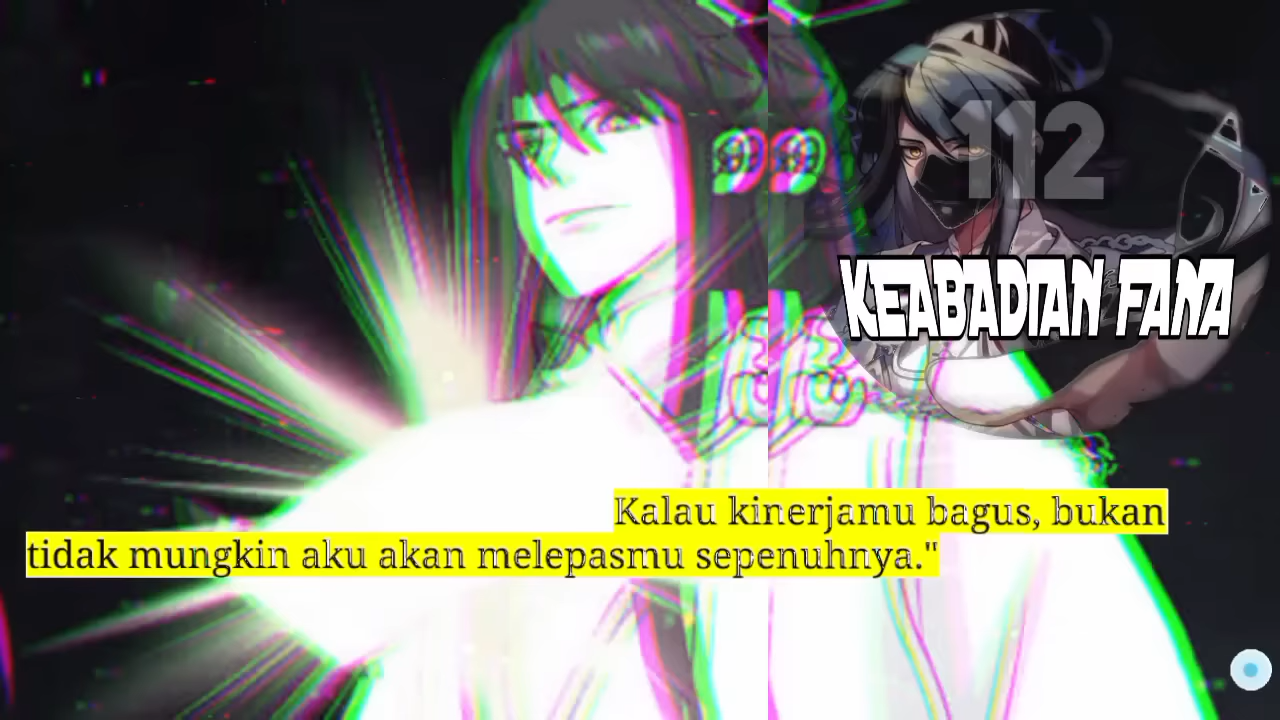 112
KEABADIAN FANA
Kalau kinerjamu bagus, bukan
tidak mungkin aku akan melepasmu sepenuhnya."